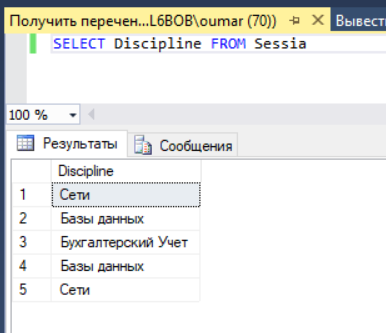 Получить перечен...L6BOB\oumar (70)) Вывест
SELECT Discipline FROM Sessia
100 %
Результаты Сообщения
Discipline
1 Сети
2 Базы данных
3 Бухгалтерский Учет
4 Базы данных
5 Сети